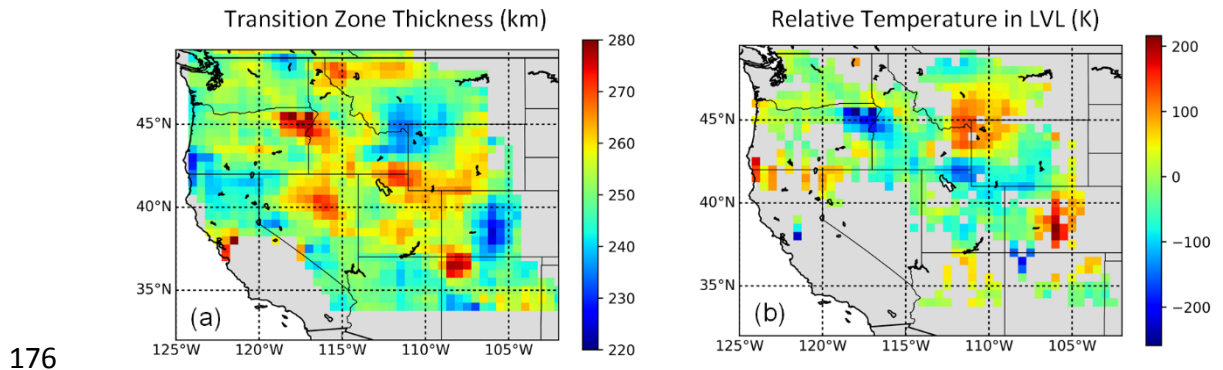 Transition Zone Thickness (km)
Relative Temperature in LVL (K)
280
270
260
250
240
230
220
200
100
0
−100
−200
45°N
40°N
35°N
45°N
40°N
35°N
(a)
(b)
125°W 120°W 115°W 110°W 105°W
125°W 120°W 115°W 110°W 105°W
176